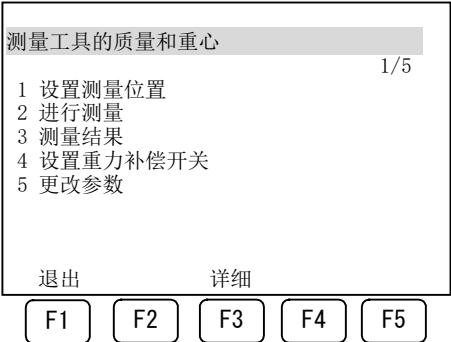 测量工具的质量和重心
1/5
1 设置测量位置
2 进行测量
3 测量结果
4 设置重力补偿开关
5 更改参数
退出 详细
F1 F2 F3 F4 F5